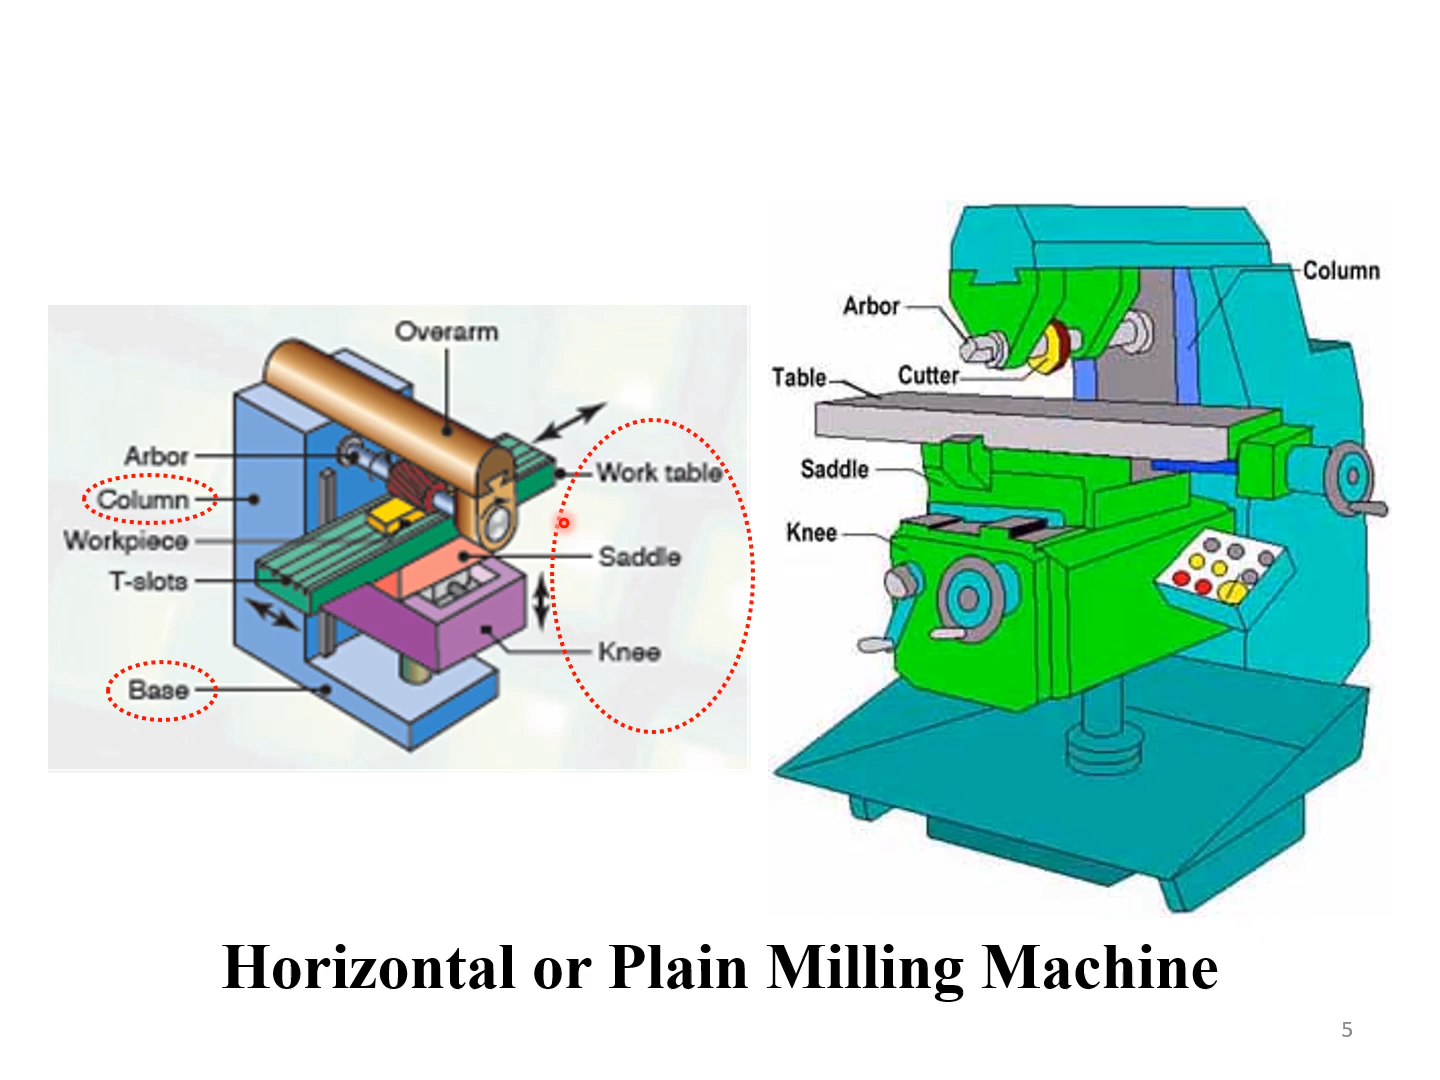 Overarm
Arbor
Column
Workpiece
T-slots
Base
Work table
Saddle
Knee
Column
Arbor
Cutter
Table
Saddle
Knee
Horizontal or Plain Milling Machine
5